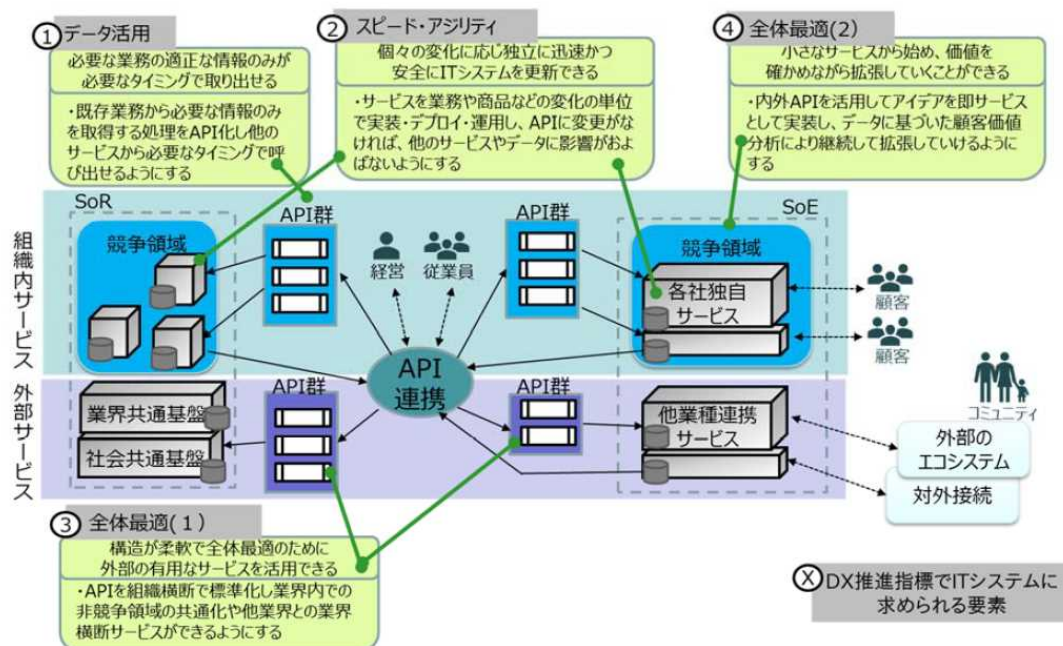 ① データ活用
必要な業務の適正な情報のみが
必要なタイミングで取り出せる
・既存業務から必要な情報のみ
を取得する処理をAPI化し他の
サービスから必要なタイミングで呼
び出せるようにする
② スピード・アジリティ
個々の変化に応じ独立に迅速かつ
安全にITシステムを更新できる
・サービスを業務や商品などの変化の単位
で実装・デプロイ・運用し、APIに変更がな
ければ、他のサービスやデータに影響がおよ
ばないようにする
④ 全体最適(2)
小さなサービスから始め、価値を
確かめながら拡張していくことができる
・内外APIを活用してアイデアを即サービス
として実装し、データに基づいた顧客価値
分析により継続して拡張していけるように
する
組織内サービス
SoR
競争領域
API群
経営
従業員
API群
SoE
競争領域
各社独自
サービス
顧客
顧客
API
連携
外部サービス
業界共通基盤
社会共通基盤
API群
API群
他業種連携
サービス
コミュニティ
外部の
エコシステム
対外接続
③ 全体最適(１)
構造が柔軟で全体最適のために
外部の有用なサービスを活用できる
・APIを組織横断で標準化し業界内での
非競争領域の共通化や他業界との業界
横断サービスができるようにする
Ⓧ DX推進指標でITシステムに
求められる要素